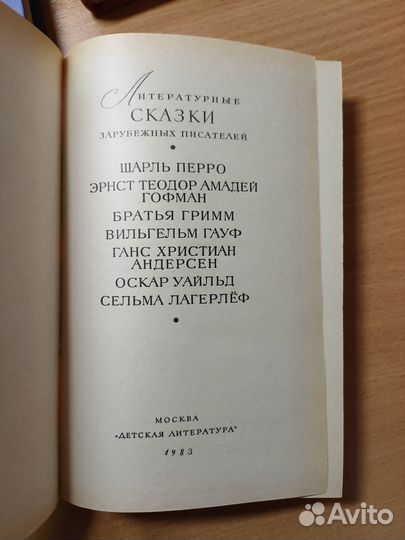 Литературные
СКАЗКИ
ЗАРУБЕЖНЫХ ПИСАТЕЛЕЙ
•
ШАРЛЬ ПЕРРО
ЭРНСТ ТЕОДОР АМАДЕЙ
ГОФМАН
БРАТЬЯ ГРИММ
ВИЛЬГЕЛЬМ ГАУФ
ГАНС ХРИСТИАН
АНДЕРСЕН
ОСКАР УАЙЛЬД
СЕЛЬМА ЛАГЕРЛЁФ
•
МОСКВА
"ДЕТСКАЯ ЛИТЕРАТУРА"
1983
Avito